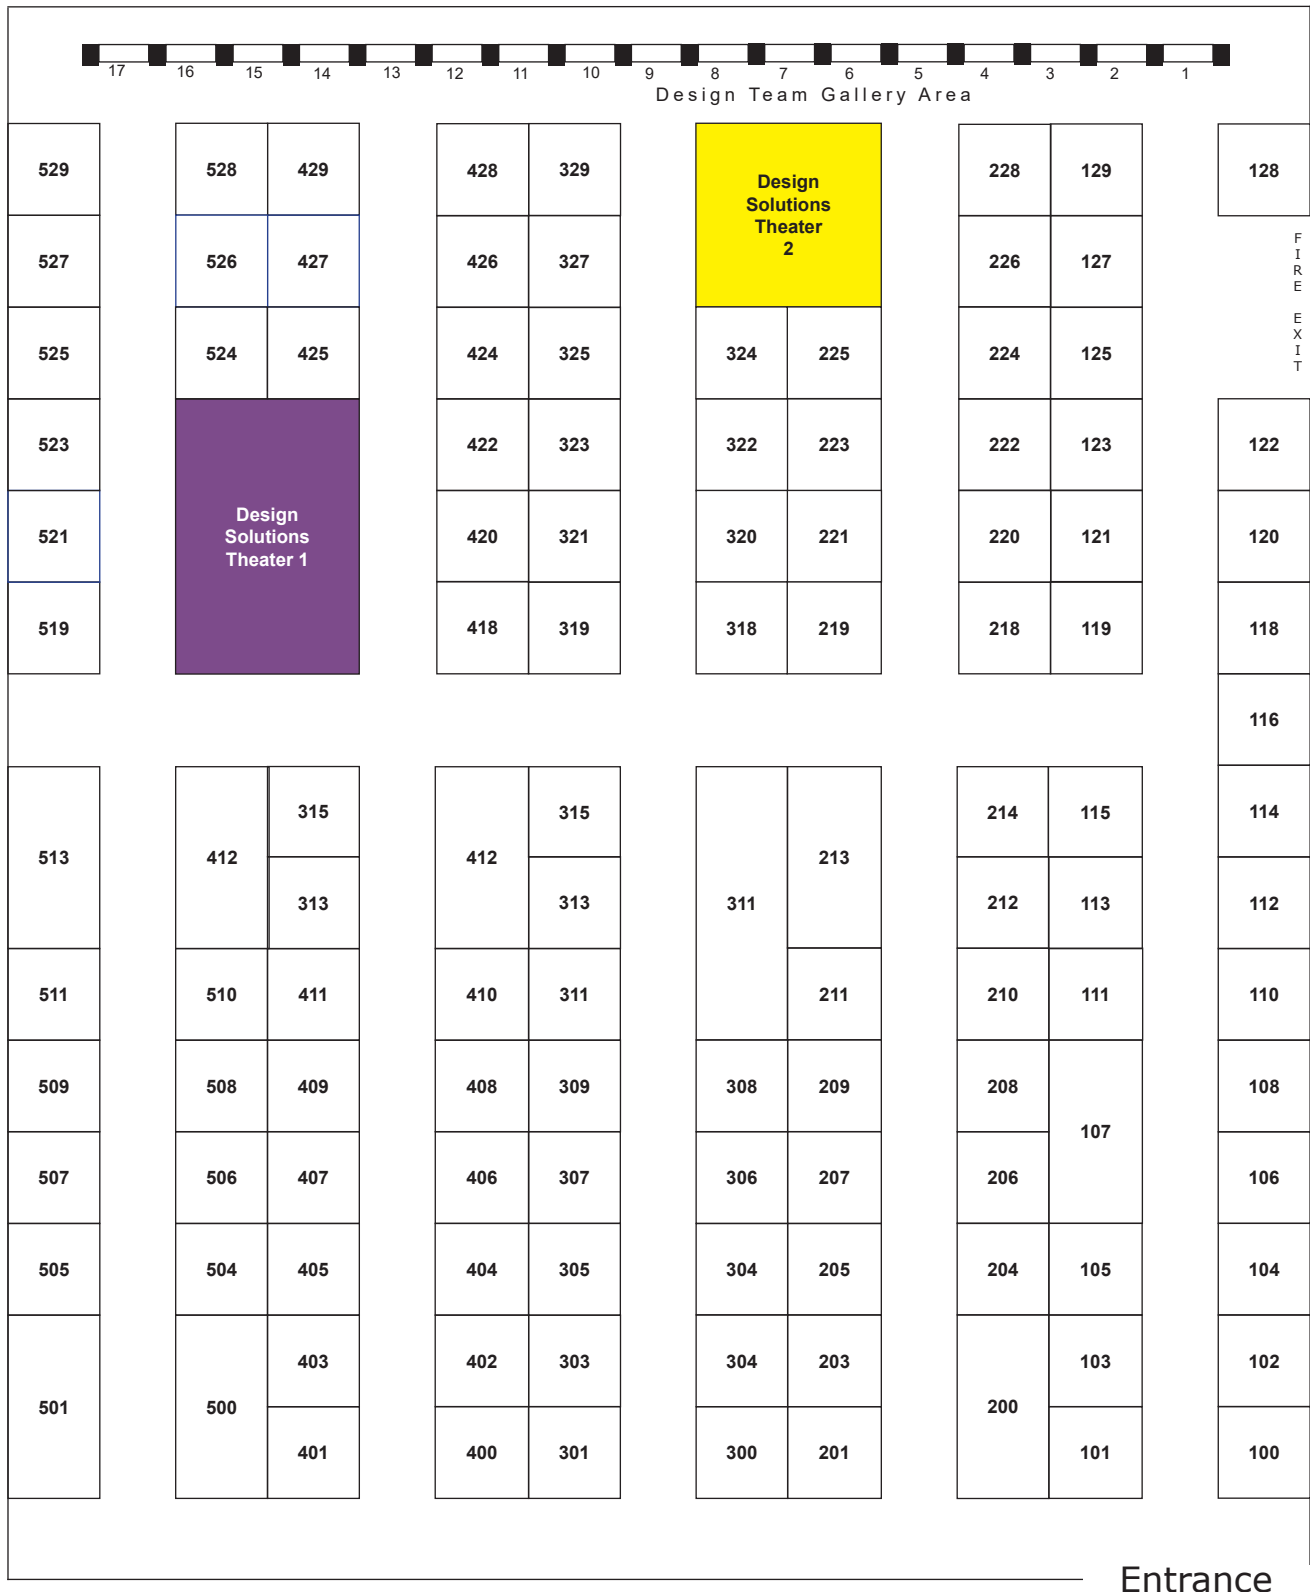 17 16 15 14 13 12 11 10 9 8 7 6 5 4 3 2 1
Design Team Gallery Area
529 528 429 428 329 228 129 128
Design
Solutions
Theater
2
527 526 427 426 327 226 127
FIRE EXIT
525 524 425 424 325 324 225 224 125
523 422 323 322 223 222 123 122
Design
Solutions
Theater 1
521 420 321 320 221 220 121 120
519 418 319 318 219 218 119 118
116
315 315 214 115 114
513 412 412 213
313 311 313 212 113 112
511 510 411 410 311 211 210 111 110
509 508 409 408 309 308 209 208 108
107
507 506 407 406 307 306 207 206 106
505 504 405 404 305 304 205 204 105 104
403 402 303 304 203 103 102
501 500 200
401 400 301 300 201 101 100
Entrance